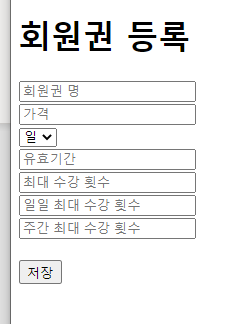 회원권 등록
회원권 명
가격
일
유효기간
최대 수강 횟수
일일 최대 수강 횟수
주간 최대 수강 횟수
저장